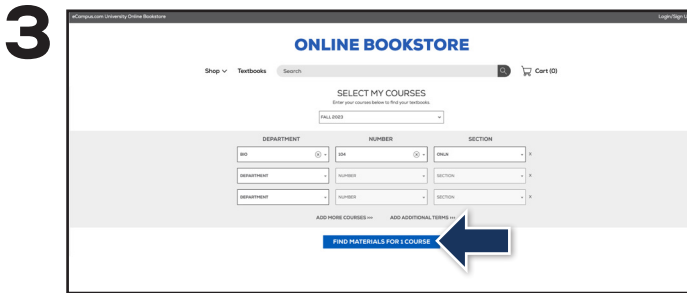 3
eCampus.com University Online Bookstore Login/Sign U
ONLINE BOOKSTORE
Shop Textbooks Search Cart (0)
SELECT MY COURSES
Enter your courses below to find your textbooks.
FALL 2023
DEPARTMENT NUMBER SECTION
BIO 104 ONLN X
DEPARTMENT NUMBER SECTION X
DEPARTMENT NUMBER SECTION X
ADD MORE COURSES ADD ADDITIONAL TERMS
FIND MATERIALS FOR 1 COURSE